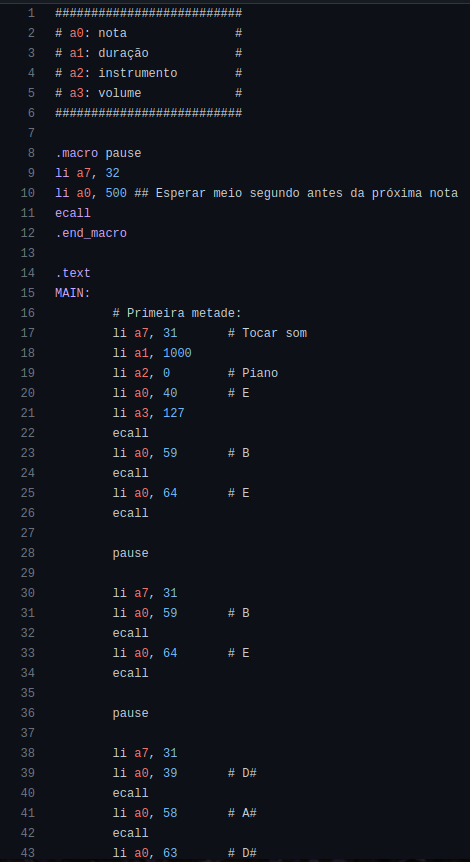 1 ##########################
2 # a0: nota               #
3 # a1: duração            #
4 # a2: instrumento        #
5 # a3: volume             #
6 ##########################
7
8 .macro pause
9 li a7, 32
10 li a0, 500 ## Esperar meio segundo antes da próxima nota
11 ecall
12 .end_macro
13
14 .text
15 MAIN:
16         # Primeira metade:
17         li a7, 31       # Tocar som
18         li a1, 1000
19         li a2, 0        # Piano
20         li a0, 40       # E
21         li a3, 127
22         ecall
23         li a0, 59       # B
24         ecall
25         li a0, 64       # E
26         ecall
27
28         pause
29
30         li a7, 31
31         li a0, 59       # B
32         ecall
33         li a0, 64       # E
34         ecall
35
36         pause
37
38         li a7, 31
39         li a0, 39       # D#
40         ecall
41         li a0, 58       # A#
42         ecall
43         li a0, 63       # D#